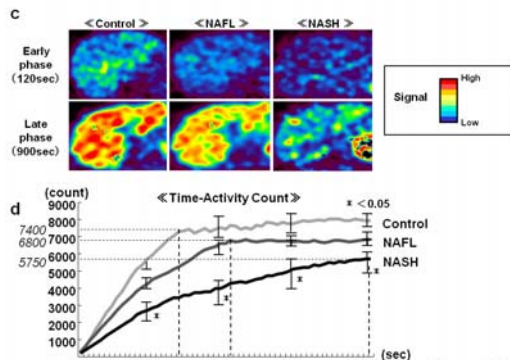 c
≪Control≫ ≪NAFL≫ ≪NASH≫
Early
phase
(120sec)
Late
phase
(900sec)
Signal
High
Low
(count)
d
≪Time-Activity Count≫
* <0.05
9000
8000
7400
7000
6800
6000
5750
5000
4000
3000
2000
1000
0
Control
NAFL
NASH
*
*
*
*
(sec)